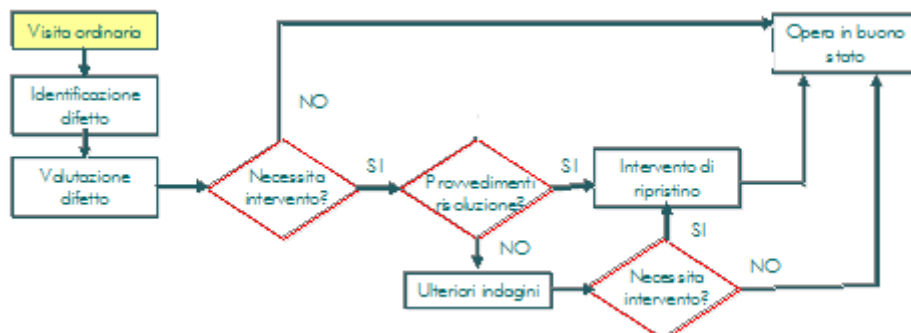 Visita ordinaria
Opera in buono
stato
Identificazione
difetto
NO
Valutazione
difetto
Necessita
intervento?
SI
Provvedimenti
risoluzione?
SI
Intervento di
ripristino
NO
SI
Ulteriori indagini
Necessita
intervento?
NO